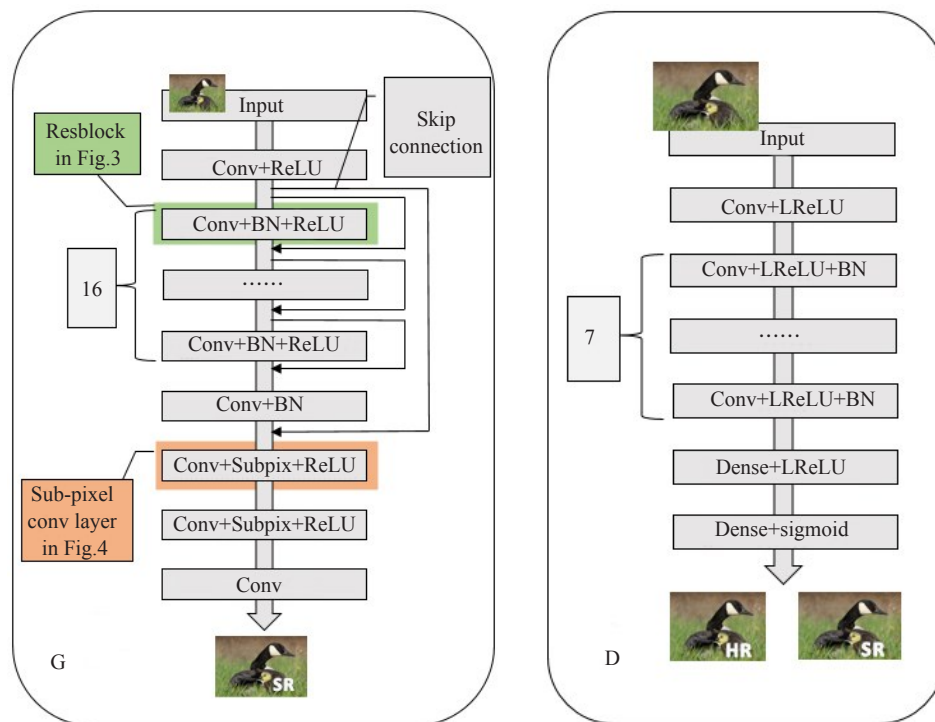 Input
Skip
connection
Resblock
in Fig.3
Conv+ReLU
Conv+BN+ReLU
16
......
Conv+BN+ReLU
Conv+BN
Conv+Subpix+ReLU
Sub-pixel
conv layer
in Fig.4
Conv+Subpix+ReLU
Conv
SR
G
Input
Conv+LReLU
Conv+LReLU+BN
7
......
Conv+LReLU+BN
Dense+LReLU
Dense+sigmoid
HR
SR
D